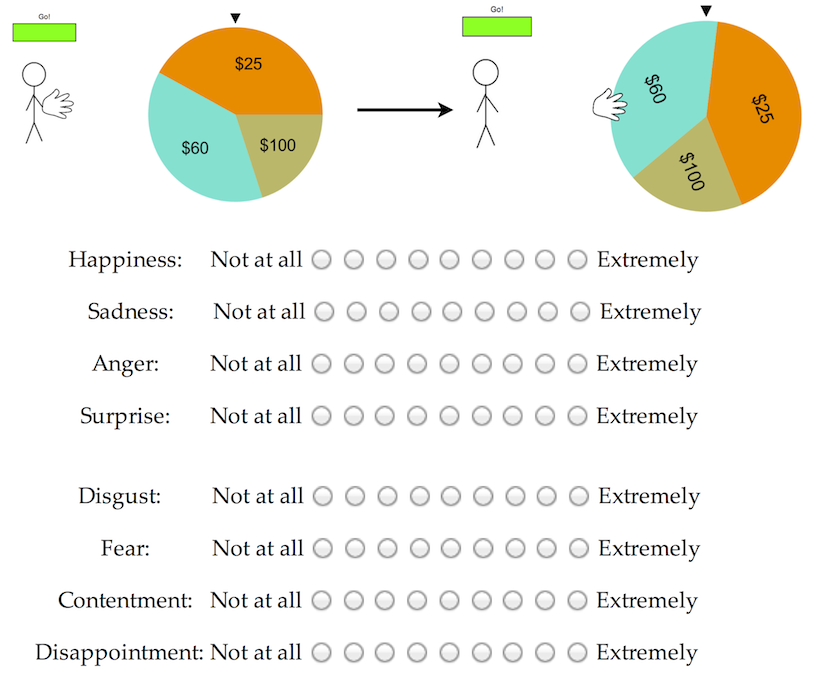 Go!
$25
$60
$100
Go!
$60
$25
$100
Happiness: Not at all Extremely
Sadness: Not at all Extremely
Anger: Not at all Extremely
Surprise: Not at all Extremely
Disgust: Not at all Extremely
Fear: Not at all Extremely
Contentment: Not at all Extremely
Disappointment: Not at all Extremely